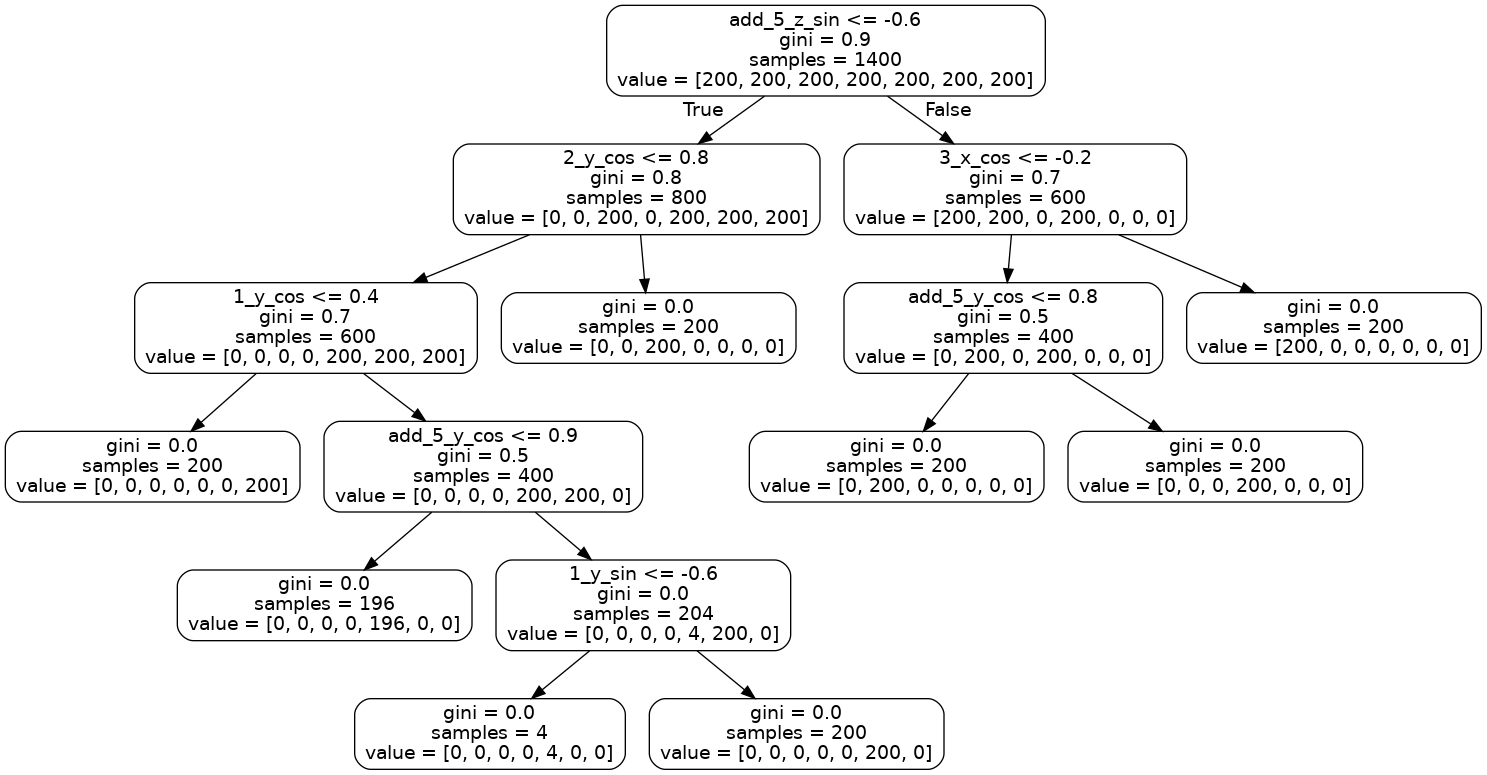 add_5_z_sin <= -0.6
gini = 0.9
samples = 1400
value = [200, 200, 200, 200, 200, 200, 200]
True
False
2_y_cos <= 0.8
gini = 0.8
samples = 800
value = [0, 0, 200, 0, 200, 200, 200]
3_x_cos <= -0.2
gini = 0.7
samples = 600
value = [200, 200, 0, 200, 0, 0, 0]
1_y_cos <= 0.4
gini = 0.7
samples = 600
value = [0, 0, 0, 0, 200, 200, 200]
gini = 0.0
samples = 200
value = [0, 0, 200, 0, 0, 0, 0]
add_5_y_cos <= 0.8
gini = 0.5
samples = 400
value = [0, 200, 0, 200, 0, 0, 0]
gini = 0.0
samples = 200
value = [200, 0, 0, 0, 0, 0, 0]
gini = 0.0
samples = 200
value = [0, 0, 0, 0, 0, 0, 200]
add_5_y_cos <= 0.9
gini = 0.5
samples = 400
value = [0, 0, 0, 0, 200, 200, 0]
gini = 0.0
samples = 200
value = [0, 200, 0, 0, 0, 0, 0]
gini = 0.0
samples = 200
value = [0, 0, 0, 200, 0, 0, 0]
gini = 0.0
samples = 196
value = [0, 0, 0, 0, 196, 0, 0]
1_y_sin <= -0.6
gini = 0.0
samples = 204
value = [0, 0, 0, 0, 4, 200, 0]
gini = 0.0
samples = 4
value = [0, 0, 0, 0, 4, 0, 0]
gini = 0.0
samples = 200
value = [0, 0, 0, 0, 0, 200, 0]